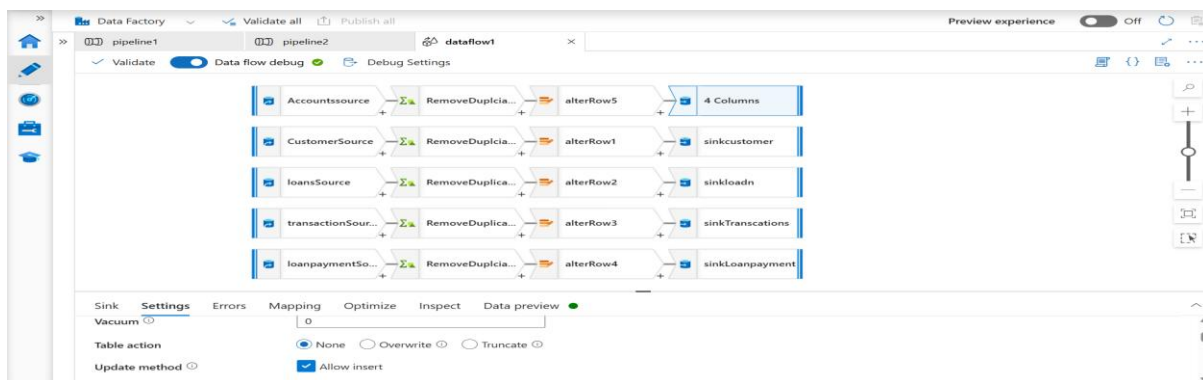 Data Factory Validate all Publish all Preview experience Off
pipeline1 pipeline2 dataflow1
Validate Data flow debug Debug Settings
Accountssource RemoveDuplcia... alterRow5 4 Columns
CustomerSource RemoveDuplcia... alterRow1 sinkcustomer
loansSource RemoveDuplica... alterRow2 sinkloadn
transactionSour... RemoveDuplcia... alterRow3 sinkTranscations
loanpaymentSo... RemoveDuplcia... alterRow4 sinkLoanpayment
Sink Settings Errors Mapping Optimize Inspect Data preview
Vacuum 0
Table action None Overwrite Truncate
Update method Allow insert